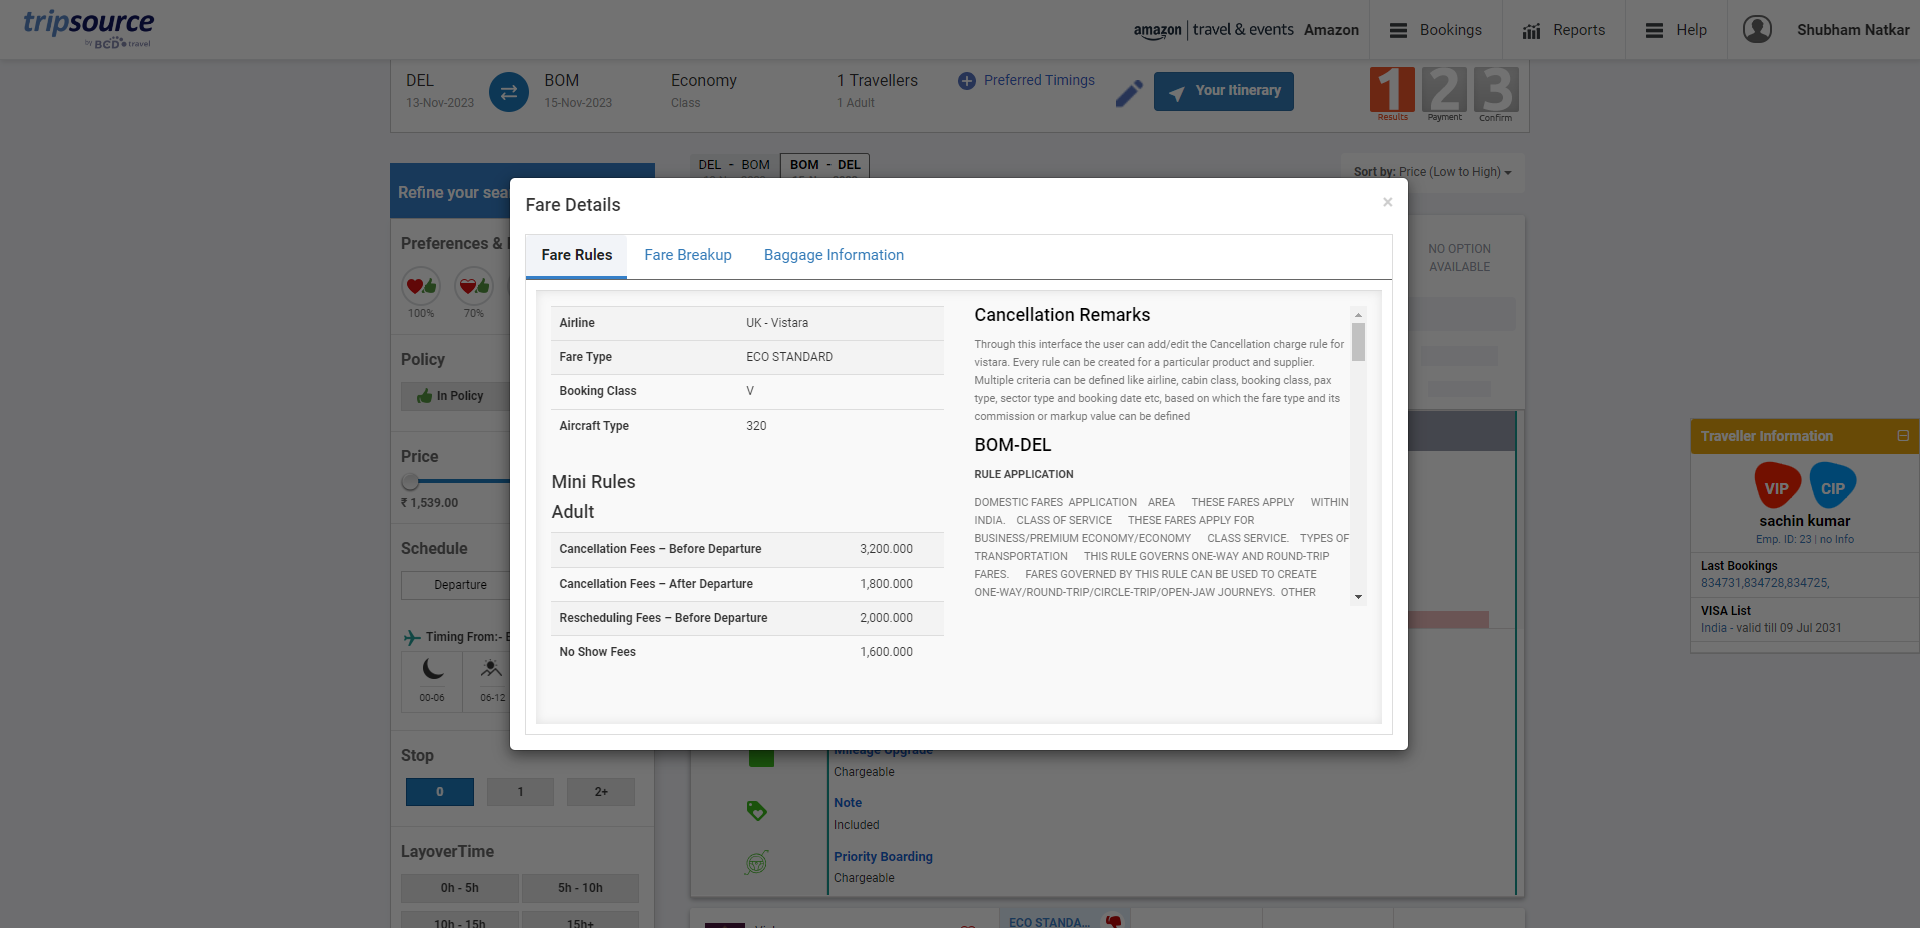 tripsource
by BCD travel
amazon | travel & events Amazon
Bookings
Reports
Help
Shubham Natkar
DEL
13-Nov-2023
BOM
15-Nov-2023
Economy
Class
1 Travellers
1 Adult
Preferred Timings
Your Itinerary
1 2 3
Results Payment Confirm
DEL - BOM
BOM - DEL
Sort by: Price (Low to High)
Refine your sea
Preferences &
100%
70%
Policy
In Policy
Price
₹ 1,539.00
Schedule
Departure
Timing From:-
00-06
06-12
Stop
0
1
2+
LayoverTime
0h - 5h
5h - 10h
10h - 15h
15h+
Fare Details
×
Fare Rules
Fare Breakup
Baggage Information
Airline UK - Vistara
Fare Type ECO STANDARD
Booking Class V
Aircraft Type 320
Mini Rules
Adult
Cancellation Fees – Before Departure 3,200.000
Cancellation Fees – After Departure 1,800.000
Rescheduling Fees – Before Departure 2,000.000
No Show Fees 1,600.000
Cancellation Remarks
Through this interface the user can add/edit the Cancellation charge rule for
vistara. Every rule can be created for a particular product and supplier.
Multiple criteria can be defined like airline, cabin class, booking class, pax
type, sector type and booking date etc, based on which the fare type and its
commission or markup value can be defined
BOM-DEL
RULE APPLICATION
DOMESTIC FARES APPLICATION AREA THESE FARES APPLY WITHIN
INDIA. CLASS OF SERVICE THESE FARES APPLY FOR
BUSINESS/PREMIUM ECONOMY/ECONOMY CLASS SERVICE. TYPES OF
TRANSPORTATION THIS RULE GOVERNS ONE-WAY AND ROUND-TRIP
FARES. FARES GOVERNED BY THIS RULE CAN BE USED TO CREATE
ONE-WAY/ROUND-TRIP/CIRCLE-TRIP/OPEN-JAW JOURNEYS. OTHER
NO OPTION
AVAILABLE
Mileage Upgrade
Chargeable
Note
Included
Priority Boarding
Chargeable
ECO STANDA...
Traveller Information
VIP
CIP
sachin kumar
Emp. ID: 23 | no Info
Last Bookings
834731,834728,834725,
VISA List
India - valid till 09 Jul 2031